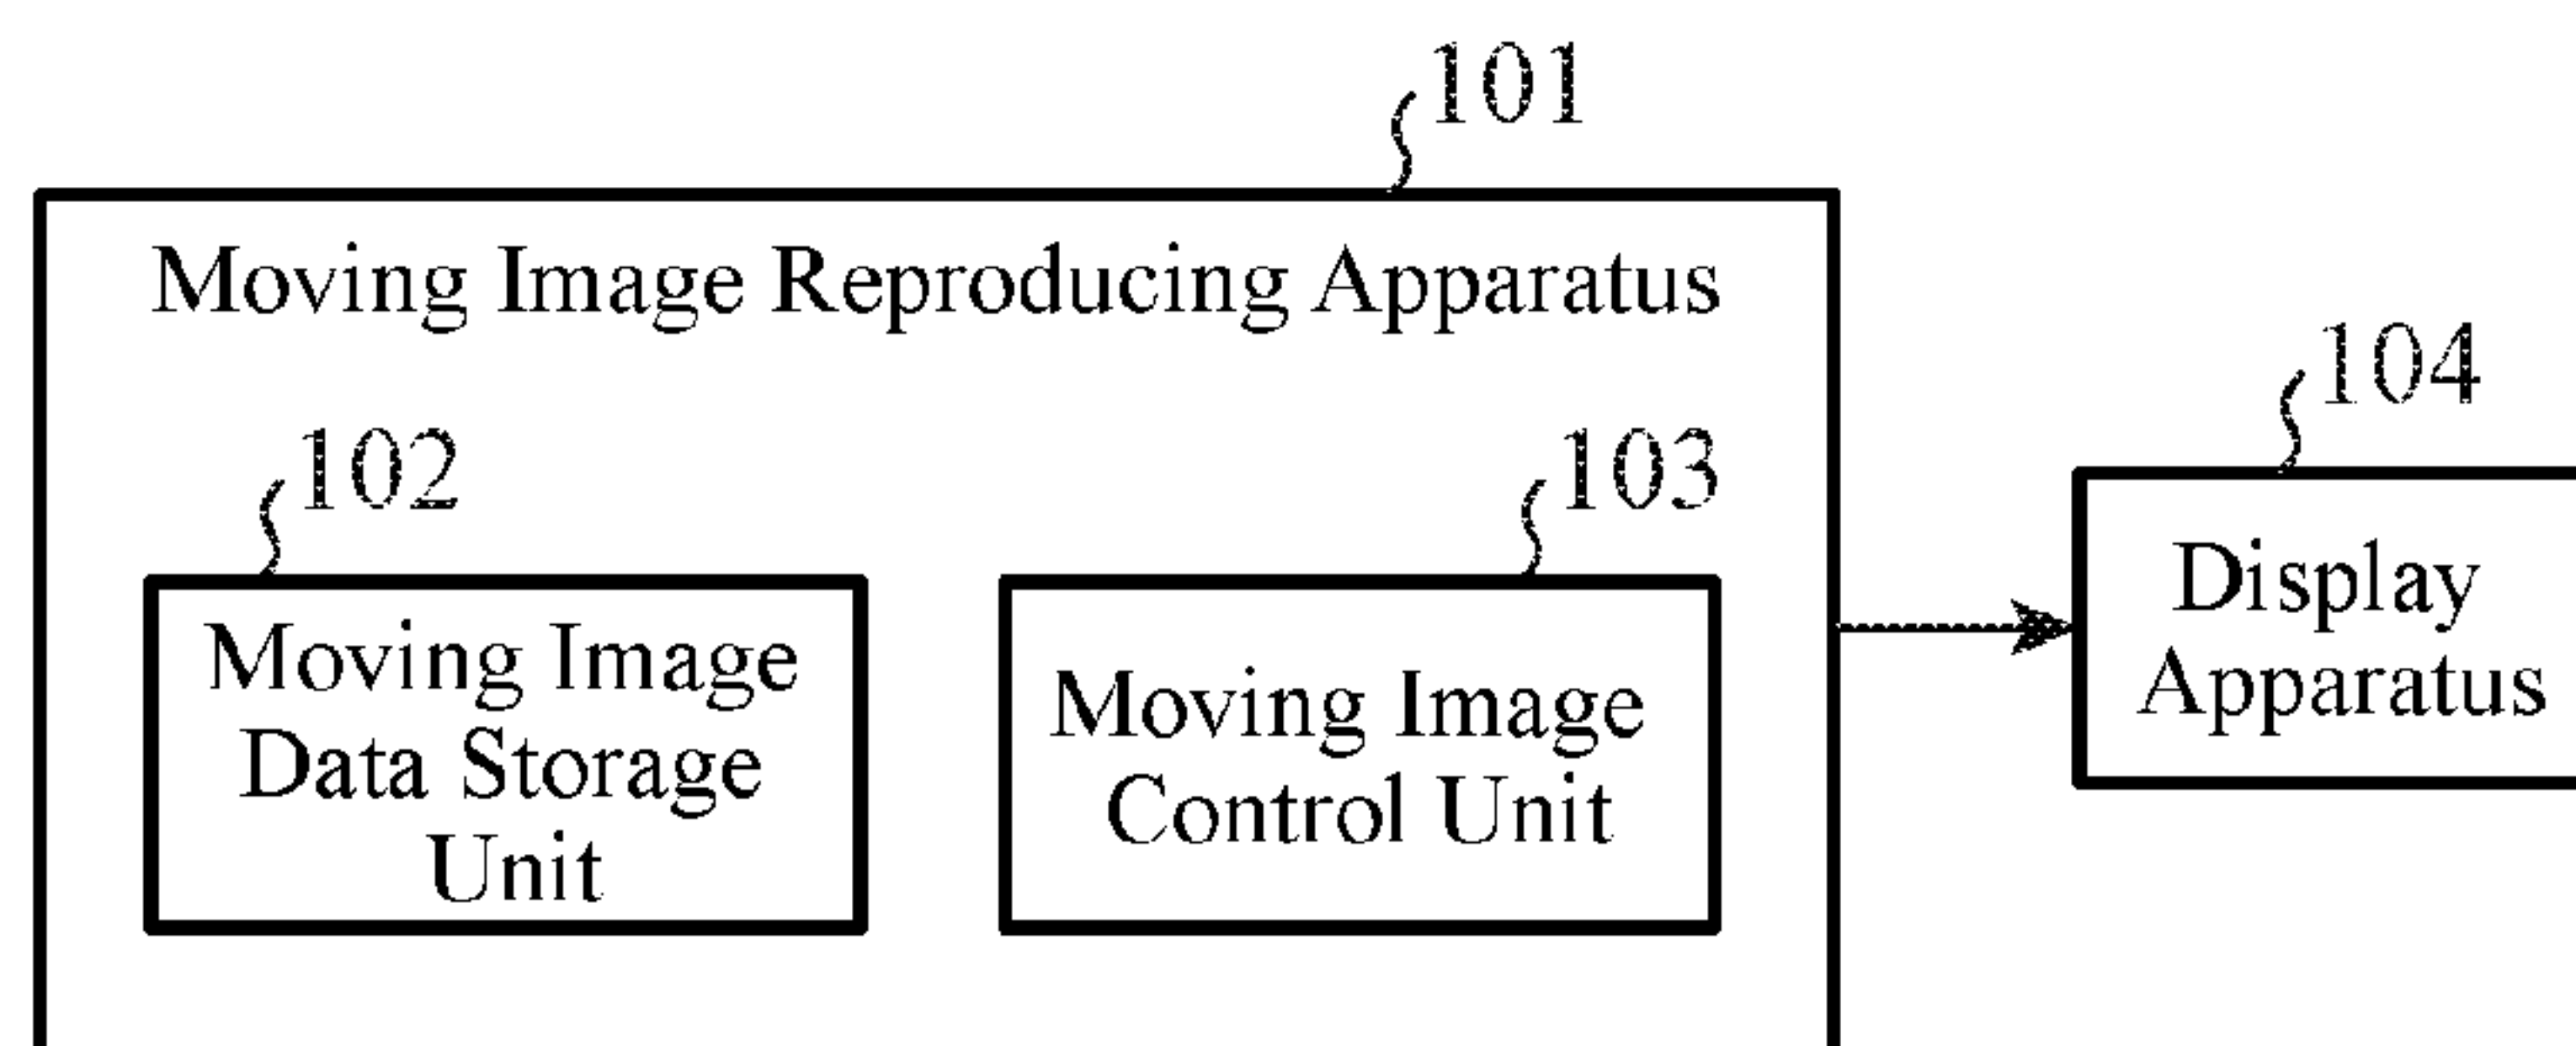 101
Moving Image Reproducing Apparatus
104
102
103
Moving Image
Data Storage
Unit
Moving Image
Control Unit
Display
Apparatus